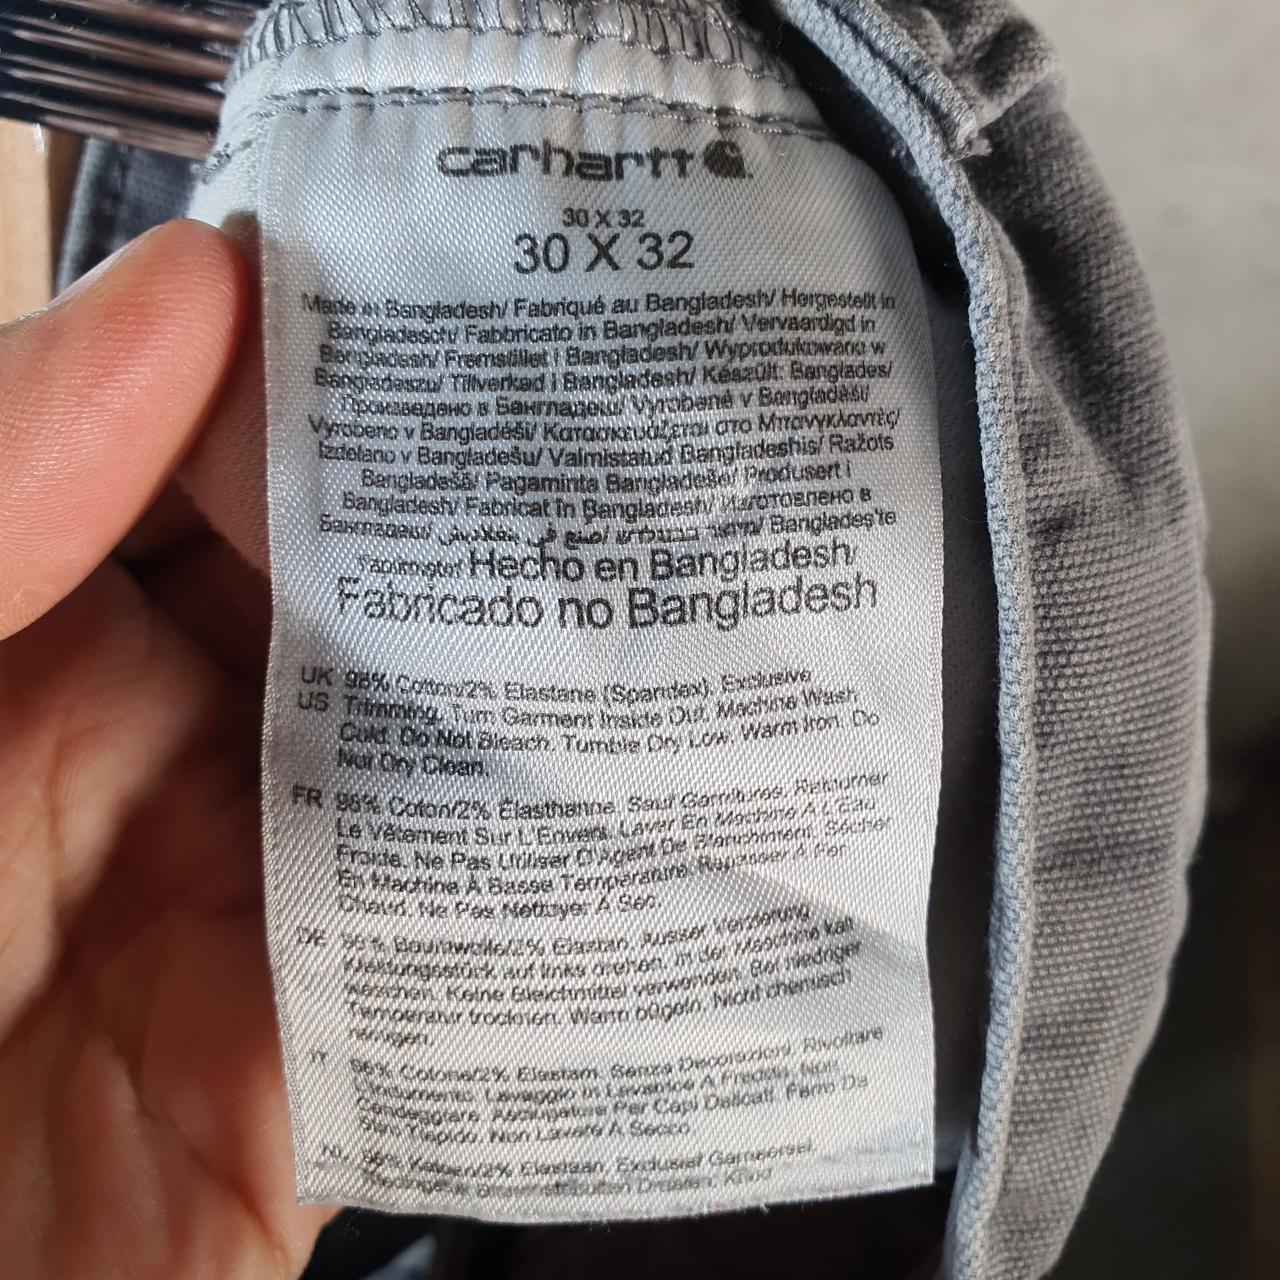 carhartt
30 X 32
30 X 32
Made in Bangladesh/ Fabriqué au Bangladesh/ Hergestellt in
Bangladesch/ Fabbricato in Bangladesh/ Vervaardigd in
Bangladesh/ Fremstillet i Bangladesh/ Wyprodukowano w
Bangladeszu/ Tillverkad i Bangladesh/ Készült: Banglades/
Произведено в Бангладеш/ Vyrobené v Bangladéši/
Vyrobeno v Bangladéši/ Κατασκευάζεται στο Μπανγκλαντές/
Izdelano v Bangladešu/ Valmistatud Bangladeshis/ Ražots
Bangladešā/ Pagaminta Bangladeše/ Produsert i
Bangladesh/ Fabricat în Bangladesh/ Изготовлено в
Бангладеш/ صنع في بنغلاديش/ Bangladeş'te
Hecho en Bangladesh/
Fabricado no Bangladesh
UK 98% Cotton/2% Elastane (Spandex). Exclusive
US Trimming. Turn Garment Inside Out. Machine Wash
Cold. Do Not Bleach. Tumble Dry Low. Warm Iron. Do
Not Dry Clean.
FR 98% Coton/2% Élasthanne. Sauf Garnitures. Retourner
Le Vêtement Sur L'Envers. Laver En Machine À L'Eau
Froide. Ne Pas Utiliser D'Agent De Blanchiment. Sécher
En Machine À Basse Température. Repasser À Fer
Chaud. Ne Pas Nettoyer À Sec.
DE 98% Baumwolle/2% Elastan. Ausser Verzierung
Kleidungsstück auf links drehen. In der Maschine kalt
waschen. Keine Bleichmittel verwenden. Bei niedriger
Temperatur trocknen. Warm bügeln. Nicht chemisch
reinigen.
IT 98% Cotone/2% Elastam. Senza Decorazioni. Rivoltare
L'Indumento. Lavaggio In Lavatrice A Freddo. Non
Candeggiare. Asciugature Per Capi Delicati. Ferro Da
Stiro Tiepido. Non Lavare A Secco
NL 98% Katoen/2% Elastaan. Exclusief Garneersel.